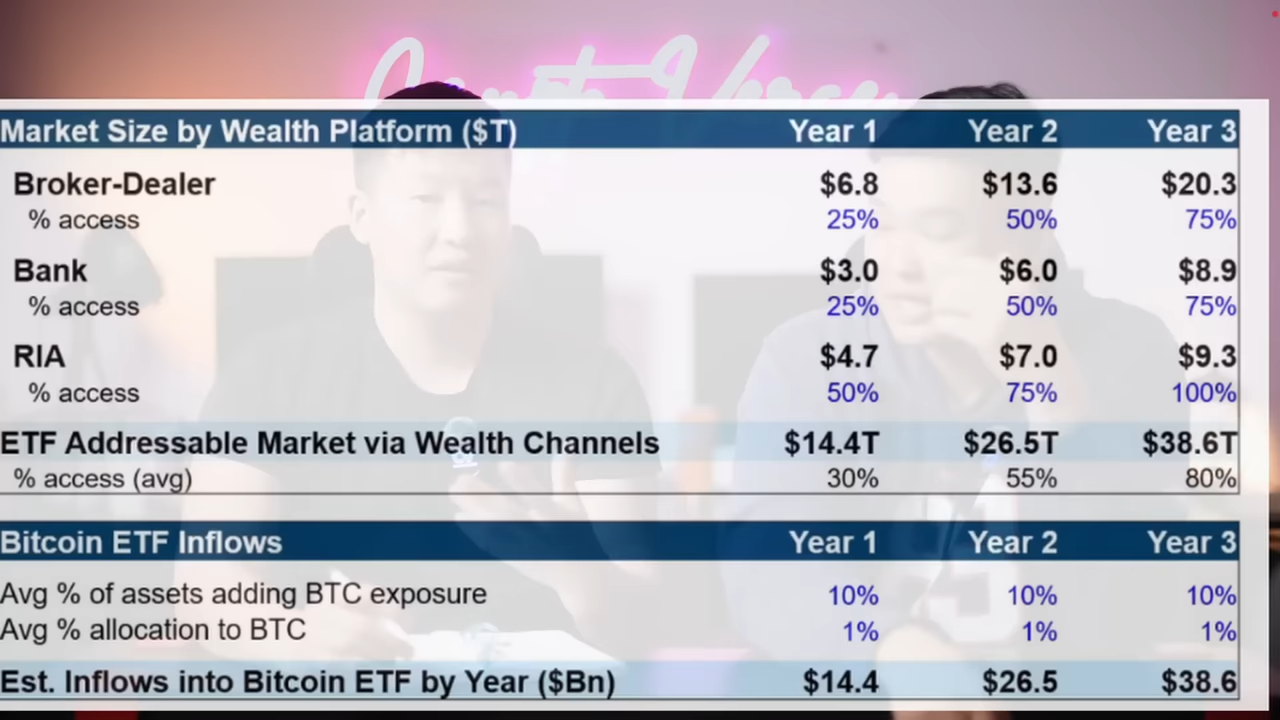 Market Size by Wealth Platform ($T) Year 1 Year 2 Year 3
Broker-Dealer $6.8 $13.6 $20.3
% access 25% 50% 75%
Bank $3.0 $6.0 $8.9
% access 25% 50% 75%
RIA $4.7 $7.0 $9.3
% access 50% 75% 100%
ETF Addressable Market via Wealth Channels $14.4T $26.5T $38.6T
% access (avg) 30% 55% 80%
Bitcoin ETF Inflows Year 1 Year 2 Year 3
Avg % of assets adding BTC exposure 10% 10% 10%
Avg % allocation to BTC 1% 1% 1%
Est. Inflows into Bitcoin ETF by Year ($Bn) $14.4 $26.5 $38.6